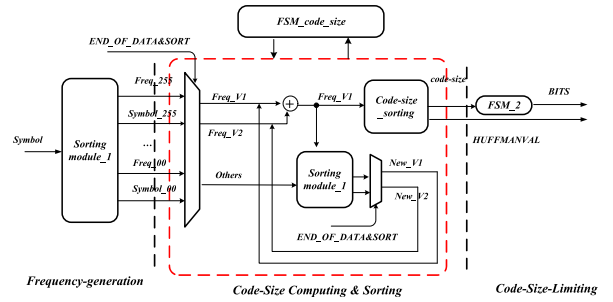 FSM_code_size
END_OF_DATA&SORT
Freq_255
Symbol_255
...
Freq_00
Symbol_00
Symbol
Sorting
module_1
Freq_V1
Freq_V2
Others
Freq_V1
Code-size
_sorting
code-size
FSM_2
BITS
HUFFMANVAL
Sorting
module_1
New_V1
New_V2
END_OF_DATA&SORT
Frequency-generation
Code-Size Computing & Sorting
Code-Size-Limiting